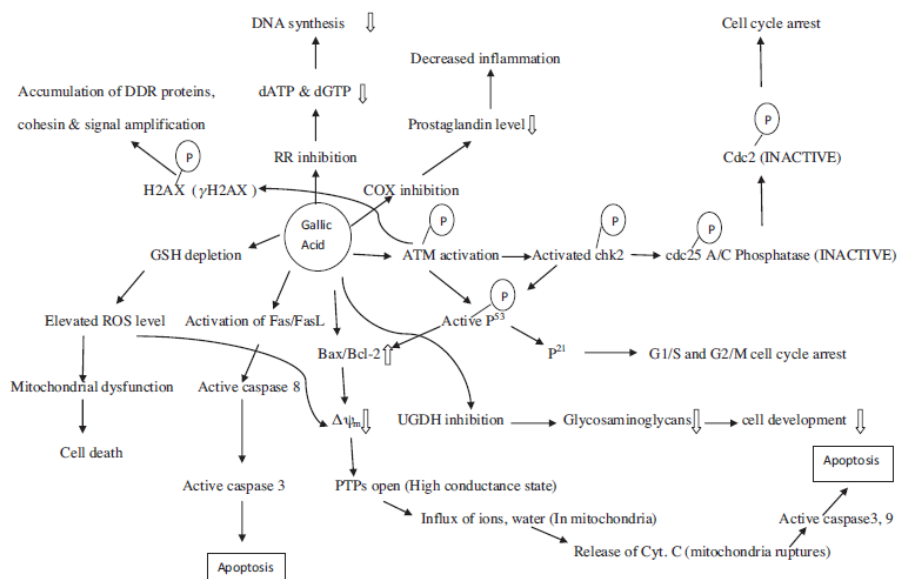 DNA synthesis
Cell cycle arrest
Decreased inflammation
Accumulation of DDR proteins,
cohesin & signal amplification
dATP & dGTP
Prostaglandin level
P
P
RR inhibition
Cdc2 (INACTIVE)
H2AX (γH2AX)
COX inhibition
P
P
Gallic
Acid
GSH depletion
ATM activation
Activated chk2
cdc25 A/C Phosphatase (INACTIVE)
P
Elevated ROS level
Activation of Fas/FasL
Active P53
Bax/Bcl-2
P21
G1/S and G2/M cell cycle arrest
Mitochondrial dysfunction
Active caspase 8
Δψm
UGDH inhibition
Glycosaminoglycans
cell development
Cell death
Apoptosis
Active caspase 3
PTPs open (High conductance state)
Influx of ions, water (In mitochondria)
Active caspase3, 9
Release of Cyt. C (mitochondria ruptures)
Apoptosis